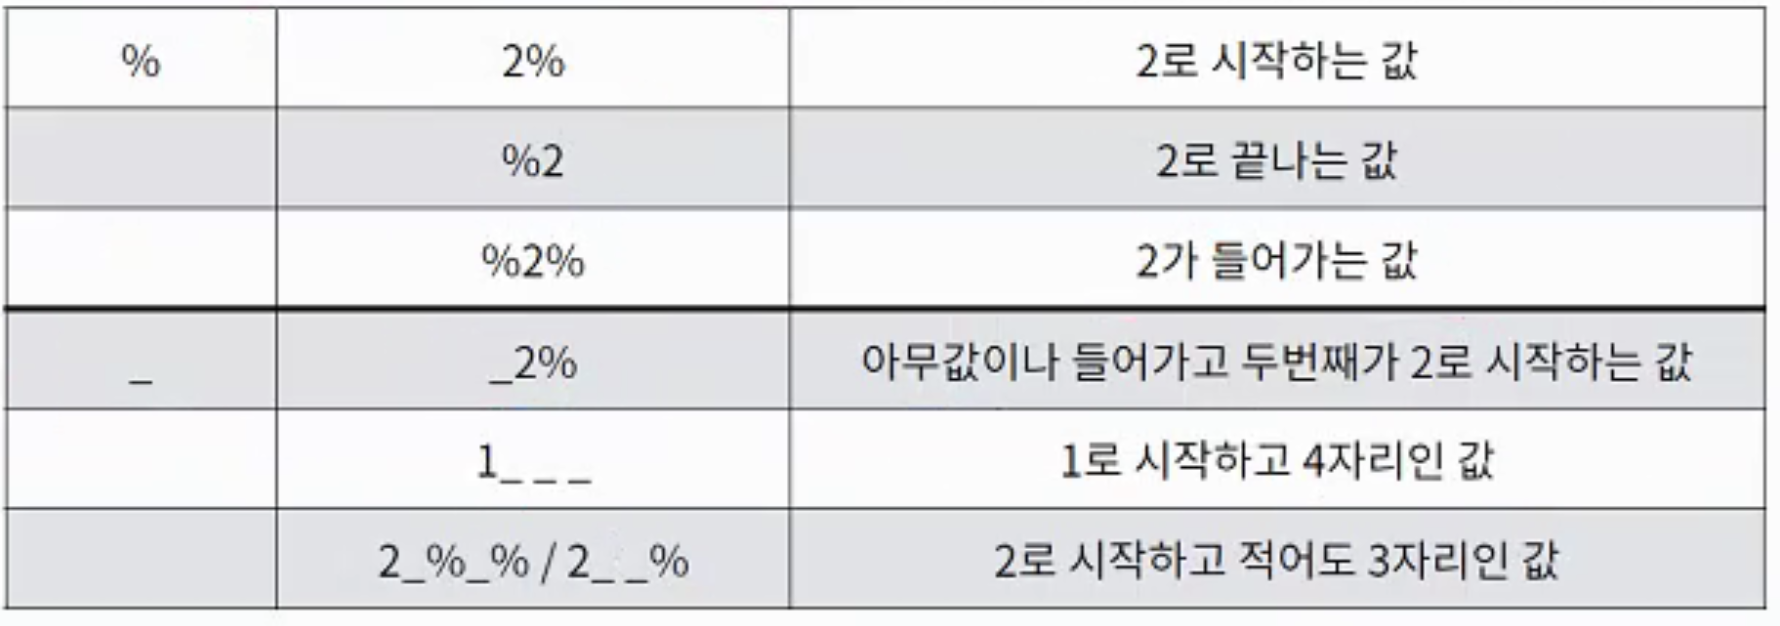 % 2% 2로 시작하는 값
%2 2로 끝나는 값
%2% 2가 들어가는 값
_ _2% 아무값이나 들어가고 두번째가 2로 시작하는 값
1_ _ _ 1로 시작하고 4자리인 값
2_%_% / 2_ _% 2로 시작하고 적어도 3자리인 값